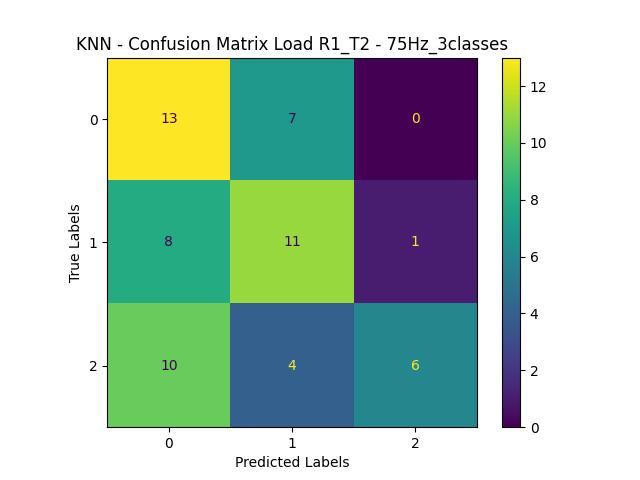 KNN - Confusion Matrix Load R1_T2 - 75Hz_3classes
True Labels
0
13 7 0
1
8 11 1
2
10 4 6
0 1 2
Predicted Labels
12
10
8
6
4
2
0